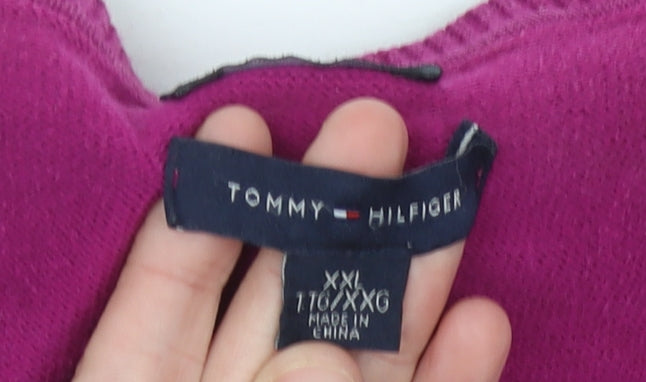 TOMMY HILFIGER
XXL
TTG/XXG
MADE IN
CHINA